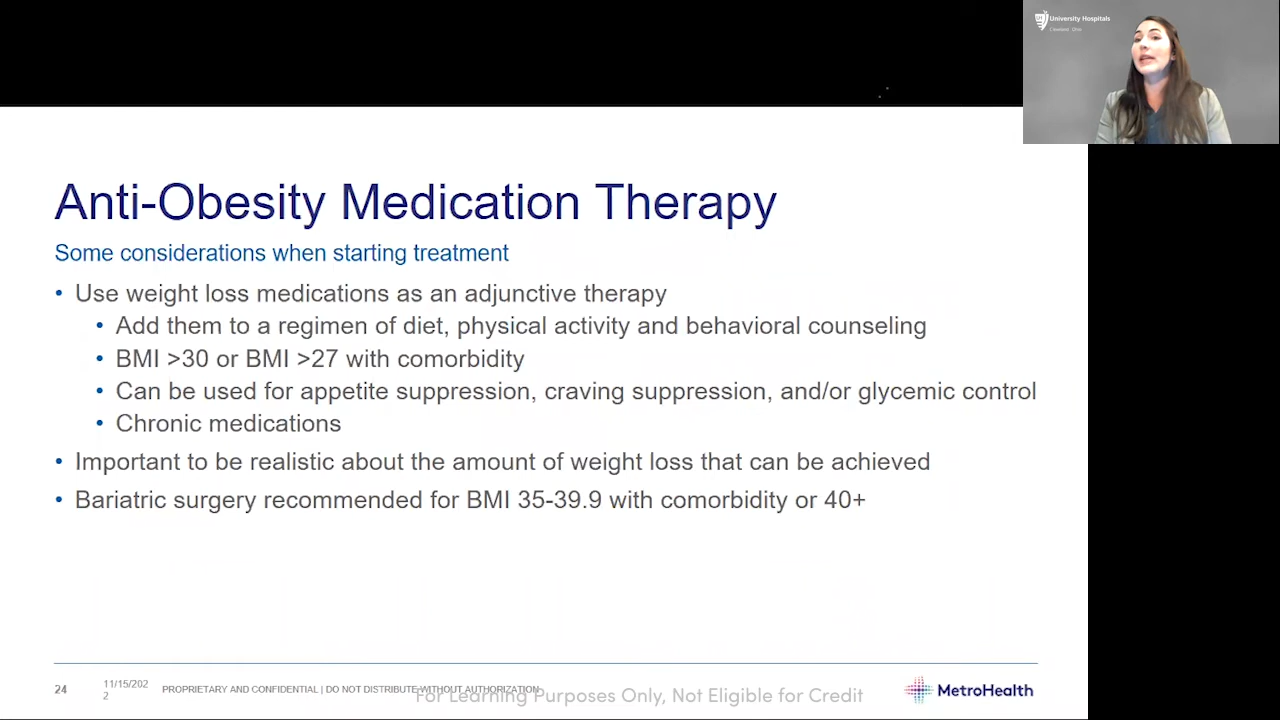 University Hospitals
Cleveland Ohio
Anti-Obesity Medication Therapy
Some considerations when starting treatment
• Use weight loss medications as an adjunctive therapy
• Add them to a regimen of diet, physical activity and behavioral counseling
• BMI >30 or BMI >27 with comorbidity
• Can be used for appetite suppression, craving suppression, and/or glycemic control
• Chronic medications
• Important to be realistic about the amount of weight loss that can be achieved
• Bariatric surgery recommended for BMI 35-39.9 with comorbidity or 40+
24
11/15/202
2
PROPRIETARY AND CONFIDENTIAL | DO NOT DISTRIBUTE WITHOUT AUTHORIZATION
For Learning Purposes Only, Not Eligible for Credit
MetroHealth